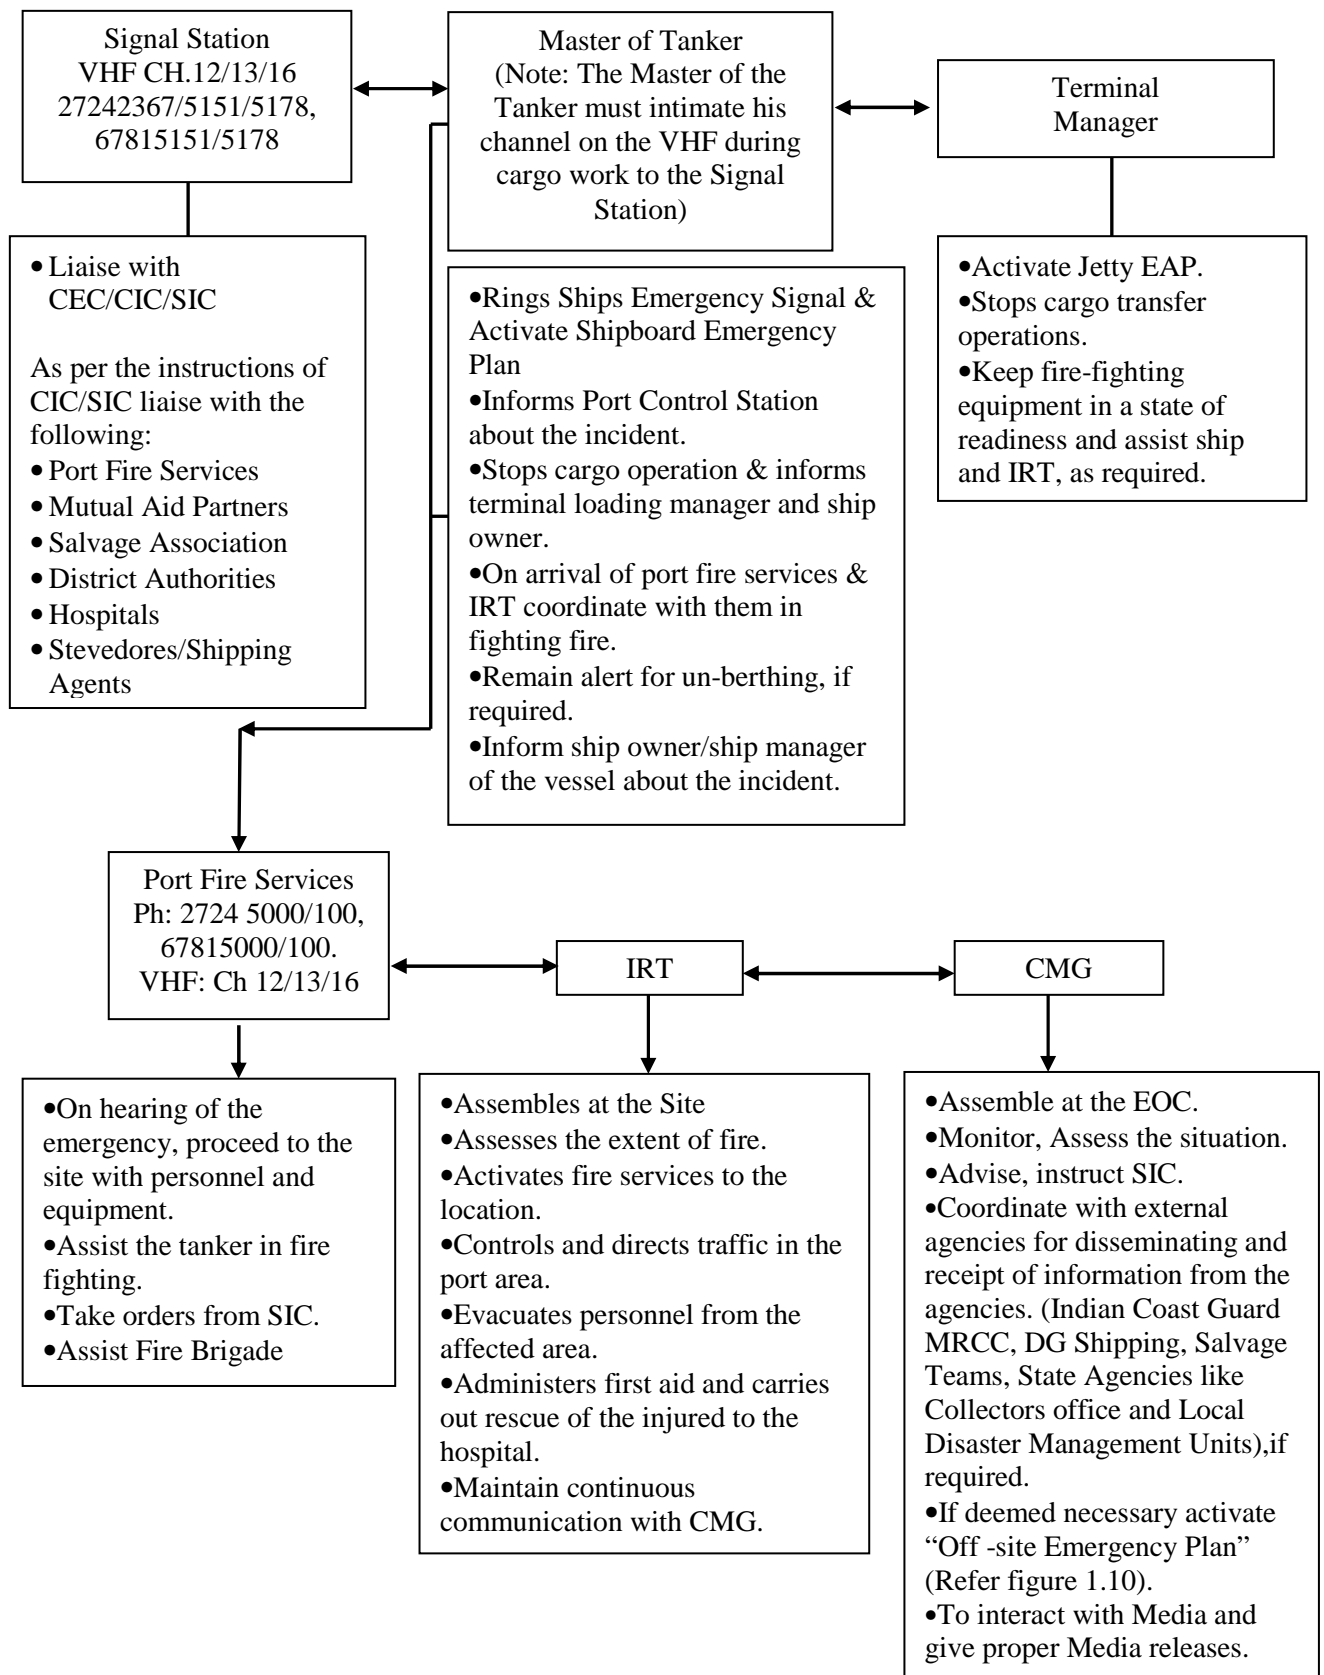 Signal Station
VHF CH.12/13/16
27242367/5151/5178,
67815151/5178
Master of Tanker
(Note: The Master of the
Tanker must intimate his
channel on the VHF during
cargo work to the Signal
Station)
Terminal
Manager
• Liaise with
CEC/CIC/SIC
As per the instructions of
CIC/SIC liaise with the
following:
• Port Fire Services
• Mutual Aid Partners
• Salvage Association
• District Authorities
• Hospitals
• Stevedores/Shipping
Agents
•Rings Ships Emergency Signal &
Activate Shipboard Emergency
Plan
•Informs Port Control Station
about the incident.
•Stops cargo operation & informs
terminal loading manager and ship
owner.
•On arrival of port fire services &
IRT coordinate with them in
fighting fire.
•Remain alert for un-berthing, if
required.
•Inform ship owner/ship manager
of the vessel about the incident.
•Activate Jetty EAP.
•Stops cargo transfer
operations.
•Keep fire-fighting
equipment in a state of
readiness and assist ship
and IRT, as required.
Port Fire Services
Ph: 2724 5000/100,
67815000/100.
VHF: Ch 12/13/16
IRT
CMG
•On hearing of the
emergency, proceed to the
site with personnel and
equipment.
•Assist the tanker in fire
fighting.
•Take orders from SIC.
•Assist Fire Brigade
•Assembles at the Site
•Assesses the extent of fire.
•Activates fire services to the
location.
•Controls and directs traffic in the
port area.
•Evacuates personnel from the
affected area.
•Administers first aid and carries
out rescue of the injured to the
hospital.
•Maintain continuous
communication with CMG.
•Assemble at the EOC.
•Monitor, Assess the situation.
•Advise, instruct SIC.
•Coordinate with external
agencies for disseminating and
receipt of information from the
agencies. (Indian Coast Guard
MRCC, DG Shipping, Salvage
Teams, State Agencies like
Collectors office and Local
Disaster Management Units),if
required.
•If deemed necessary activate
“Off -site Emergency Plan”
(Refer figure 1.10).
•To interact with Media and
give proper Media releases.